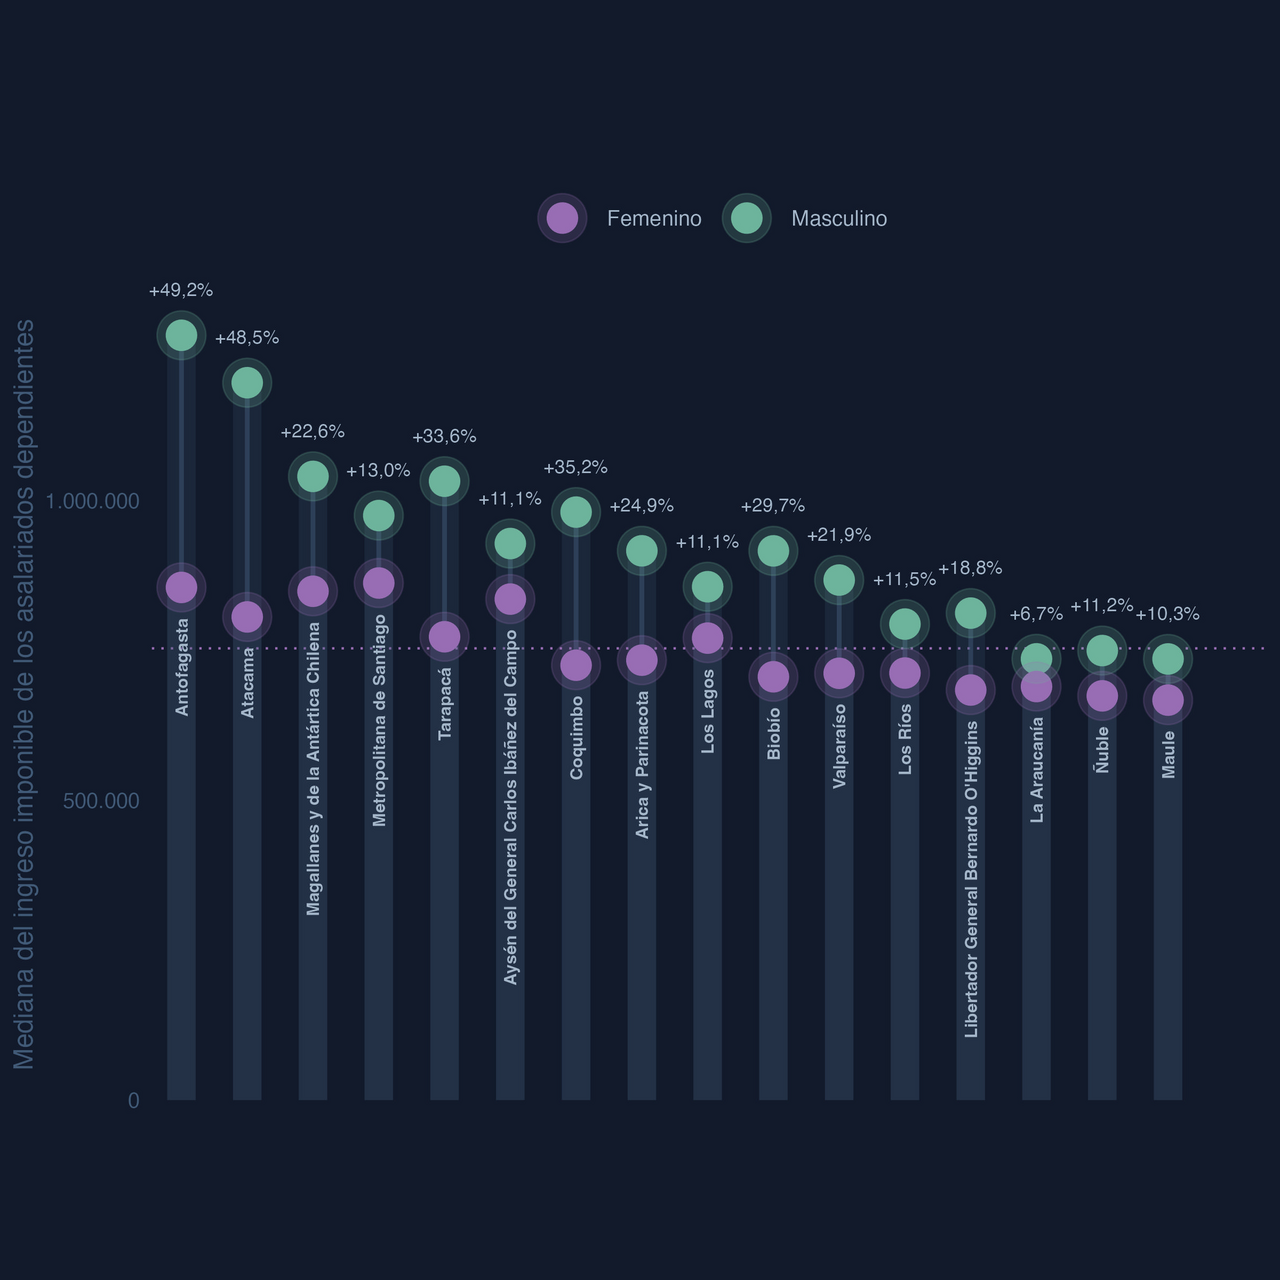 Femenino
Masculino
Mediana del ingreso imponible de los asalariados dependientes
1.000.000
500.000
0
+49,2%
+48,5%
+22,6%
+13,0%
+33,6%
+11,1%
+35,2%
+24,9%
+11,1%
+29,7%
+21,9%
+11,5%
+18,8%
+6,7%
+11,2%
+10,3%
Antofagasta
Atacama
Magallanes y de la Antártica Chilena
Metropolitana de Santiago
Tarapacá
Aysén del General Carlos Ibáñez del Campo
Coquimbo
Arica y Parinacota
Los Lagos
Biobío
Valparaíso
Los Ríos
Libertador General Bernardo O'Higgins
La Araucanía
Ñuble
Maule